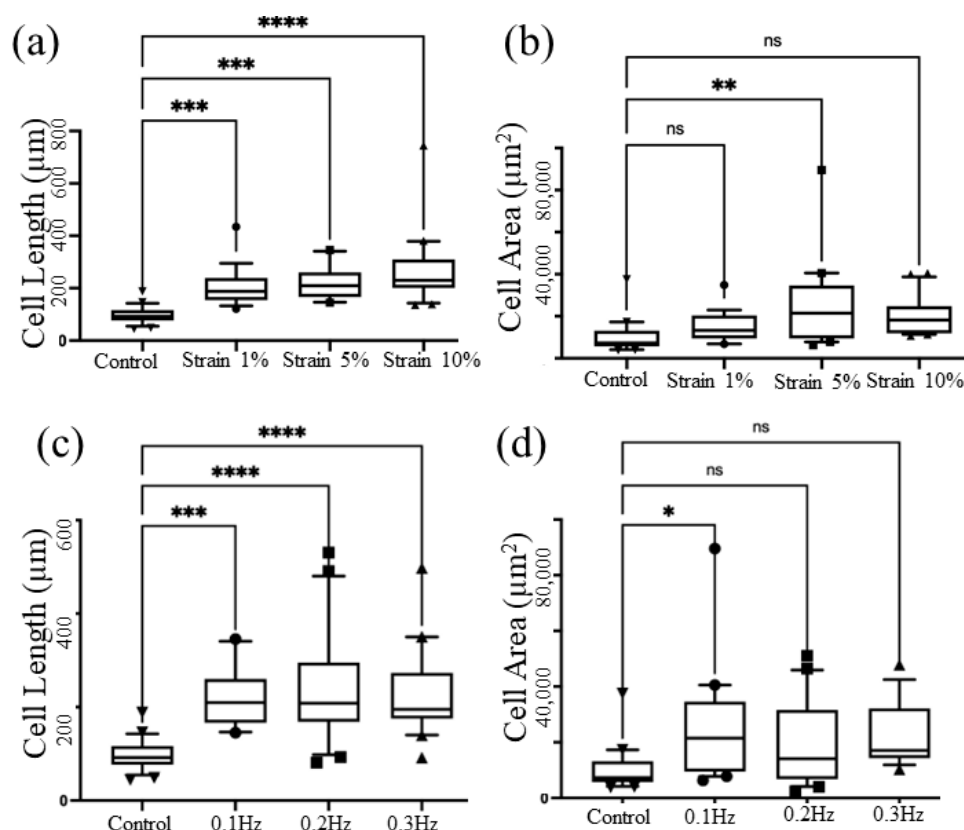 (a)
****
***
***
Cell Length (μm)
800
600
400
200
0
Control Strain 1% Strain 5% Strain 10%
(b)
ns
**
ns
Cell Area (μm²)
80,000
40,000
Control Strain 1% Strain 5% Strain 10%
(c)
****
****
***
Cell Length (μm)
600
400
200
0
Control 0.1Hz 0.2Hz 0.3Hz
(d)
ns
ns
*
Cell Area (μm²)
80,000
40,000
0
Control 0.1Hz 0.2Hz 0.3Hz